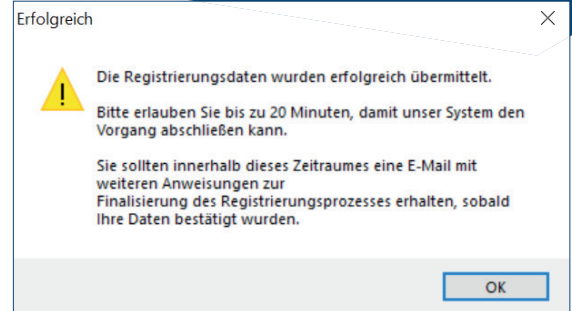 Erfolgreich
Die Registrierungsdaten wurden erfolgreich übermittelt.
Bitte erlauben Sie bis zu 20 Minuten, damit unser System den
Vorgang abschließen kann.
Sie sollten innerhalb dieses Zeitraumes eine E-Mail mit
weiteren Anweisungen zur
Finalisierung des Registrierungsprozesses erhalten, sobald
Ihre Daten bestätigt wurden.
OK